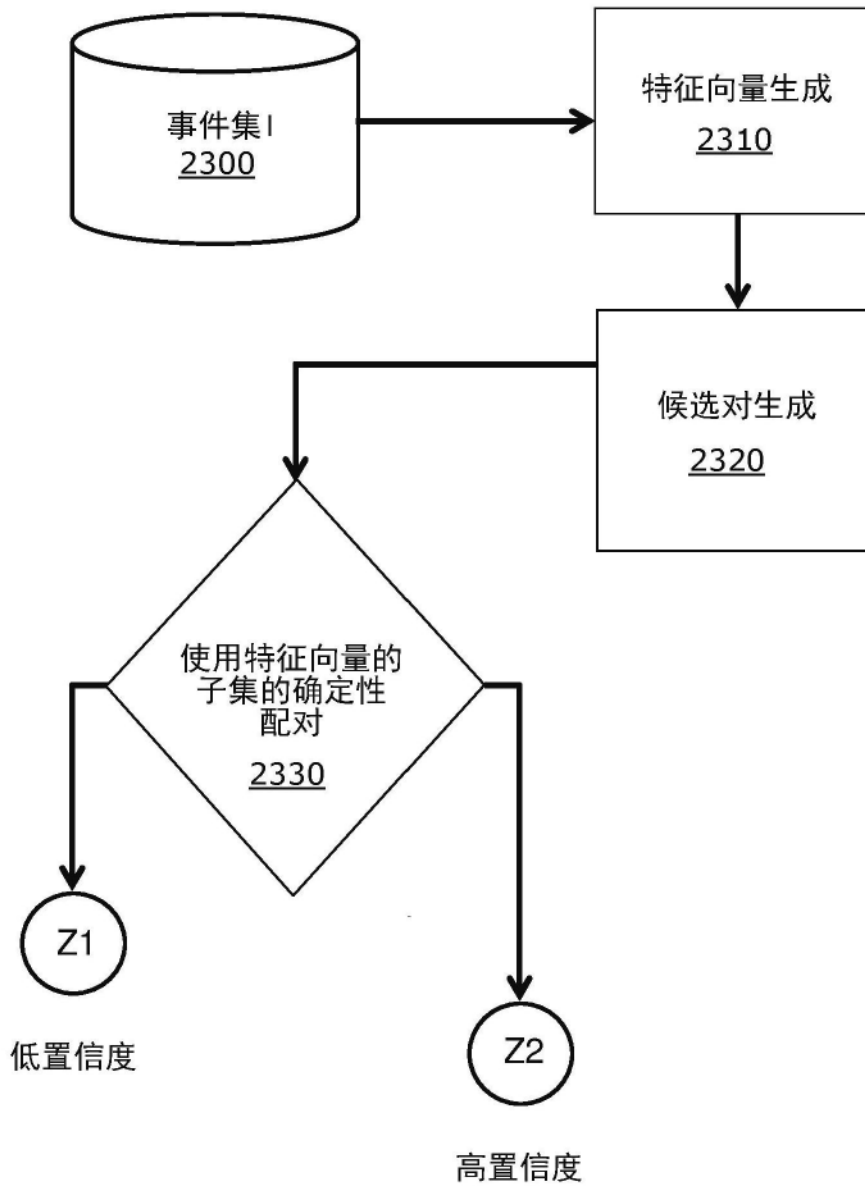 事件集I
2300
特征向量生成
2310
候选对生成
2320
使用特征向量的
子集的确定性
配对
2330
Z1
低置信度
Z2
高置信度